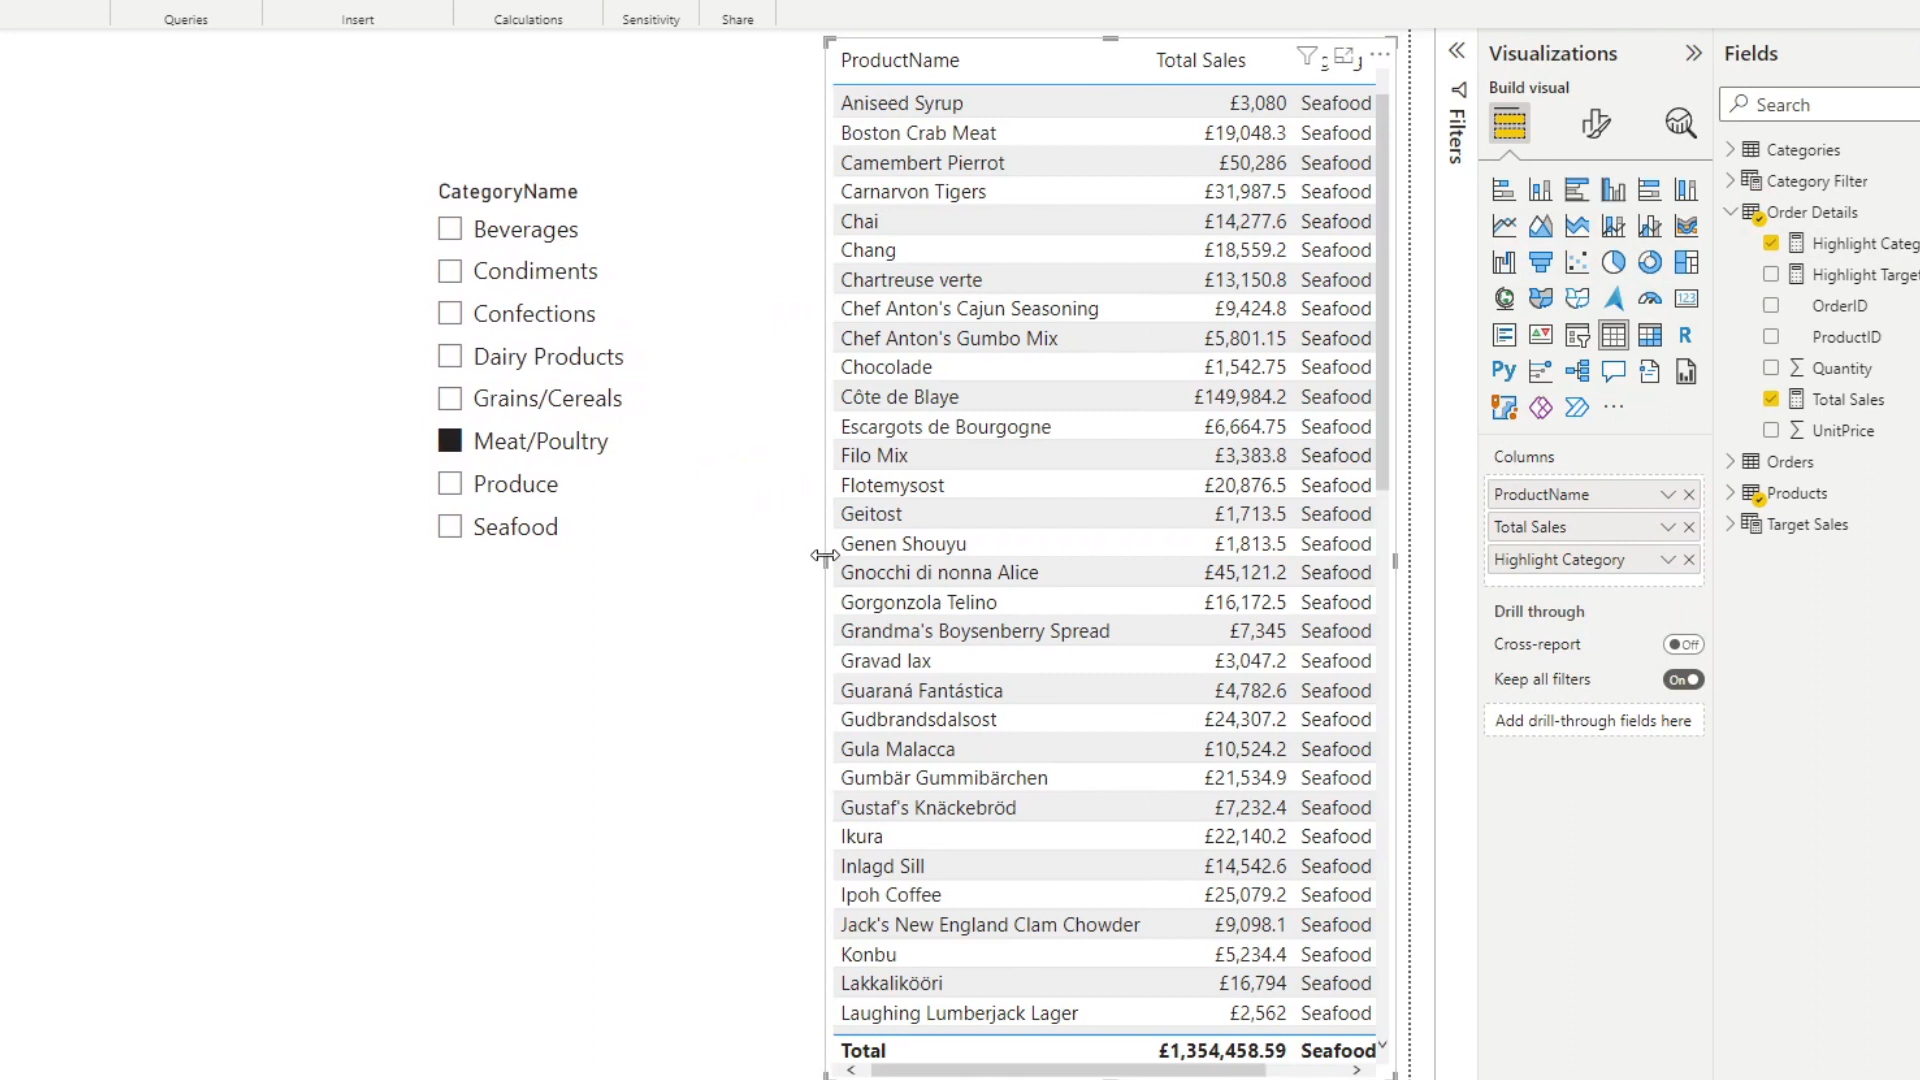 Queries
Insert
Calculations
Sensitivity
Share
CategoryName
Beverages
Condiments
Confections
Dairy Products
Grains/Cereals
Meat/Poultry
Produce
Seafood
ProductName Total Sales
Aniseed Syrup £3,080 Seafood
Boston Crab Meat £19,048.3 Seafood
Camembert Pierrot £50,286 Seafood
Carnarvon Tigers £31,987.5 Seafood
Chai £14,277.6 Seafood
Chang £18,559.2 Seafood
Chartreuse verte £13,150.8 Seafood
Chef Anton's Cajun Seasoning £9,424.8 Seafood
Chef Anton's Gumbo Mix £5,801.15 Seafood
Chocolade £1,542.75 Seafood
Côte de Blaye £149,984.2 Seafood
Escargots de Bourgogne £6,664.75 Seafood
Filo Mix £3,383.8 Seafood
Flotemysost £20,876.5 Seafood
Geitost £1,713.5 Seafood
Genen Shouyu £1,813.5 Seafood
Gnocchi di nonna Alice £45,121.2 Seafood
Gorgonzola Telino £16,172.5 Seafood
Grandma's Boysenberry Spread £7,345 Seafood
Gravad lax £3,047.2 Seafood
Guaraná Fantástica £4,782.6 Seafood
Gudbrandsdalsost £24,307.2 Seafood
Gula Malacca £10,524.2 Seafood
Gumbär Gummibärchen £21,534.9 Seafood
Gustaf's Knäckebröd £7,232.4 Seafood
Ikura £22,140.2 Seafood
Inlagd Sill £14,542.6 Seafood
Ipoh Coffee £25,079.2 Seafood
Jack's New England Clam Chowder £9,098.1 Seafood
Konbu £5,234.4 Seafood
Lakkalikööri £16,794 Seafood
Laughing Lumberjack Lager £2,562 Seafood
Total £1,354,458.59 Seafood
Filters
Visualizations
Build visual
123
R
Py
Columns
ProductName
Total Sales
Highlight Category
Drill through
Cross-report Off
Keep all filters On
Add drill-through fields here
Fields
Search
Categories
Category Filter
Order Details
Highlight Categ
Highlight Target
OrderID
ProductID
Quantity
Total Sales
UnitPrice
Orders
Products
Target Sales